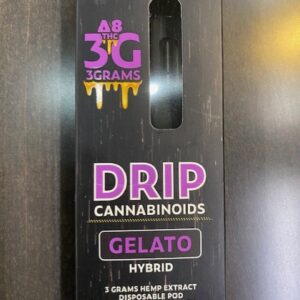 Δ8
THC
3G
3GRAMS
DRIP
CANNABINOIDS
GELATO
HYBRID
3 GRAMS HEMP EXTRACT
DISPOSABLE POD